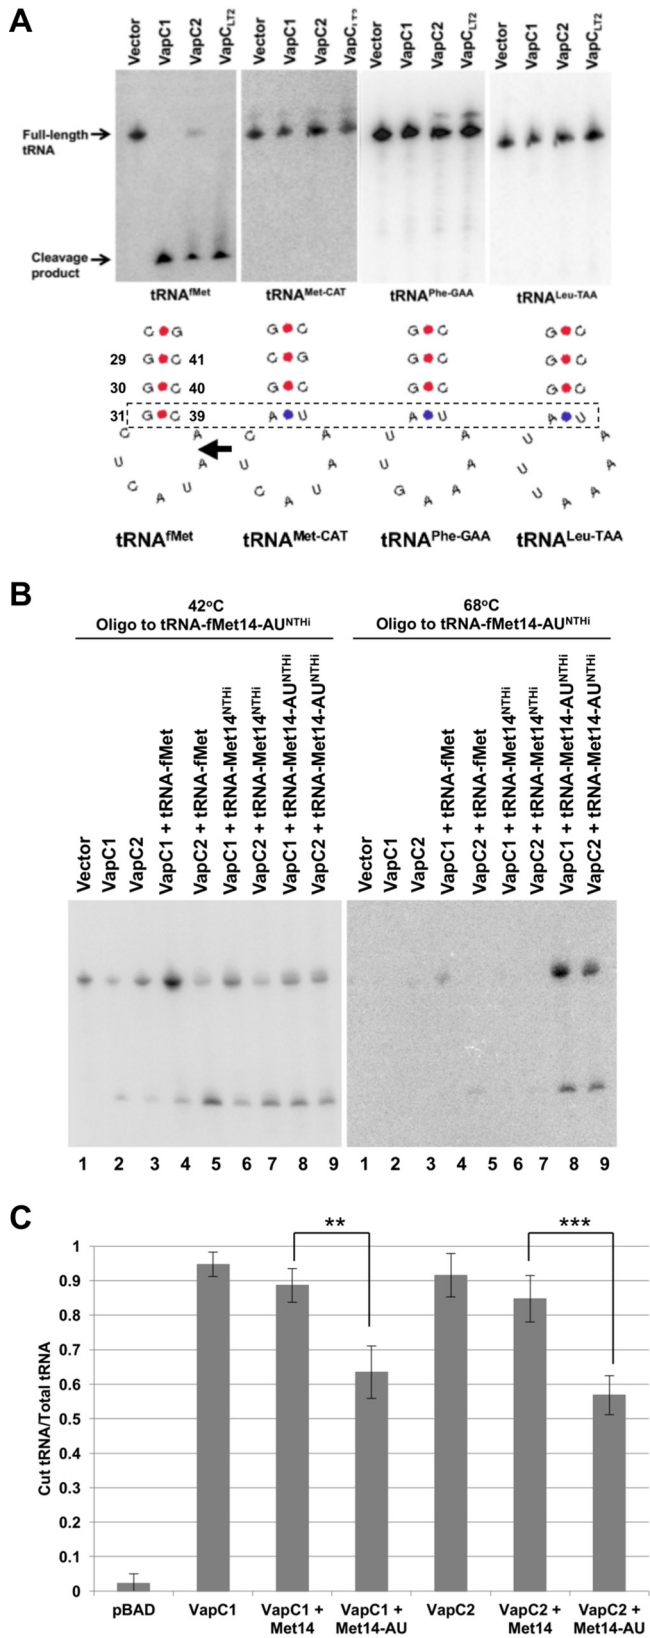 A
Vector VapC1 VapC2 VapCLT2 Vector VapC1 VapC2 VapCLT2 Vector VapC1 VapC2 VapCLT2 Vector VapC1 VapC2 VapCLT2
Full-length
tRNA
Cleavage
product
tRNAfMet tRNAMet-CAT tRNAPhe-GAA tRNALeu-TAA
C G G C G C G C
29 G C 41 C G G C G C
30 G C 40 G C G C G C
31 G C 39 A U A U A U
C A C A U A U A
U A U A U A U A
C U C U G A U A
A A A A
tRNAfMet tRNAMet-CAT tRNAPhe-GAA tRNALeu-TAA
B
42oC 68oC
Oligo to tRNA-fMet14-AUNTHi Oligo to tRNA-fMet14-AUNTHi
Vector
VapC1
VapC2
VapC1 + tRNA-fMet
VapC2 + tRNA-fMet
VapC1 + tRNA-Met14NTHi
VapC2 + tRNA-Met14NTHi
VapC1 + tRNA-Met14-AUNTHi
VapC2 + tRNA-Met14-AUNTHi
Vector
VapC1
VapC2
VapC1 + tRNA-fMet
VapC2 + tRNA-fMet
VapC1 + tRNA-Met14NTHi
VapC2 + tRNA-Met14NTHi
VapC1 + tRNA-Met14-AUNTHi
VapC2 + tRNA-Met14-AUNTHi
1 2 3 4 5 6 7 8 9 1 2 3 4 5 6 7 8 9
C
** ***
1
0.9
0.8
0.7
0.6
0.5
0.4
0.3
0.2
0.1
0
Cut tRNA/Total tRNA
pBAD VapC1 VapC1 + VapC1 + VapC2 VapC2 + VapC2 +
Met14 Met14-AU Met14 Met14-AU